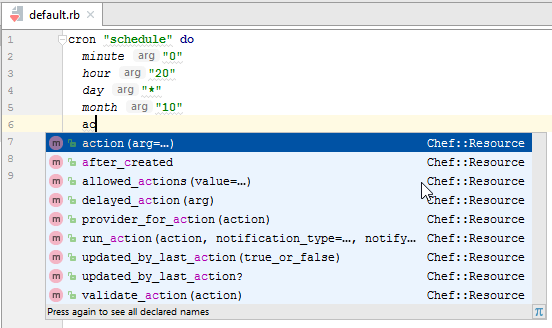 default.rb ×
1 cron "schedule" do
2 minute arg "0"
3 hour arg "20"
4 day arg "*"
5 month arg "10"
6 ac
7 m action(arg=…) Chef::Resource
m after_created Chef::Resource
8 m allowed_actions(value=…) Chef::Resource
9 m delayed_action(arg) Chef::Resource
m provider_for_action(action) Chef::Resource
m run_action(action, notification_type=…, notify… Chef::Resource
m updated_by_last_action(true_or_false) Chef::Resource
m updated_by_last_action? Chef::Resource
m validate_action(action) Chef::Resource
Press again to see all declared names π